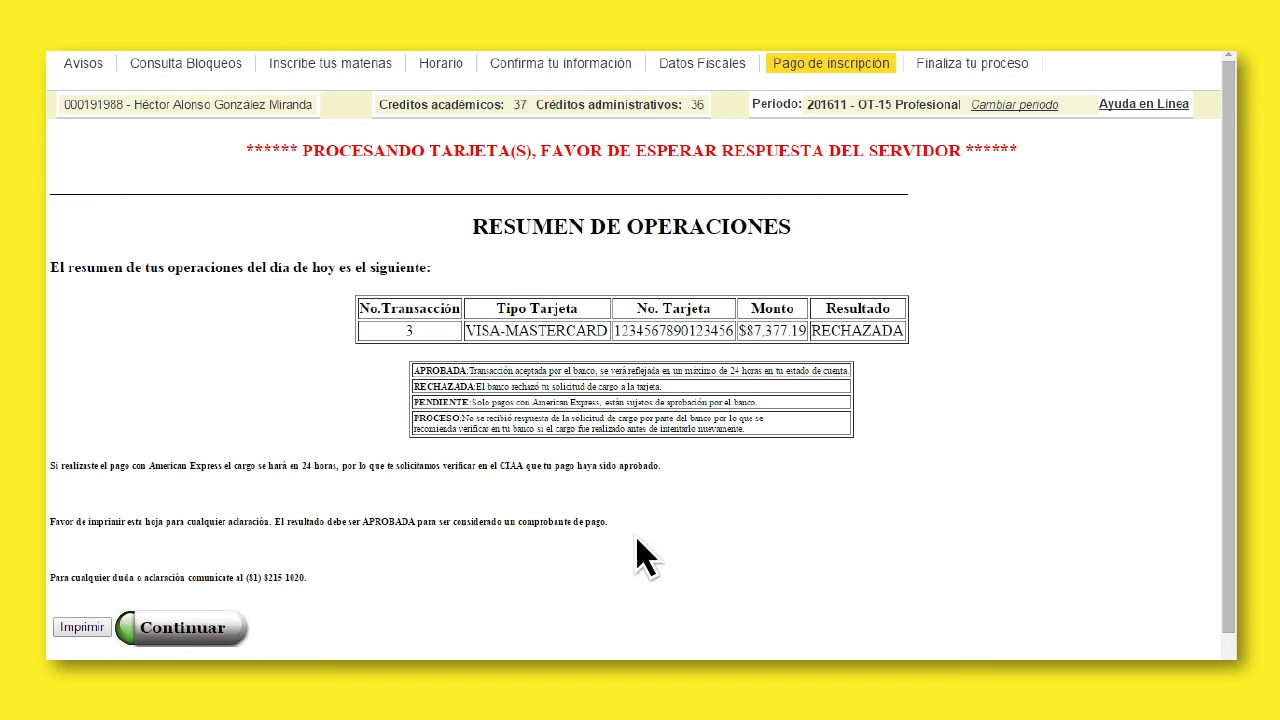 Avisos Consulta Bloqueos Inscribe tus materias Horario Confirma tu información Datos Fiscales Pago de inscripción Finaliza tu proceso
000191988 - Héctor Alonso González Miranda Creditos académicos: 37 Créditos administrativos: 36 Periodo: 201611 - OT-15 Profesional Cambiar periodo Ayuda en Línea
****** PROCESANDO TARJETA(S), FAVOR DE ESPERAR RESPUESTA DEL SERVIDOR ******
RESUMEN DE OPERACIONES
El resumen de tus operaciones del día de hoy es el siguiente:
No.Transacción Tipo Tarjeta No. Tarjeta Monto Resultado
3 VISA-MASTERCARD 1234567890123456 $87,377.19 RECHAZADA
APROBADA:Transacción aceptada por el banco, se verá reflejada en un máximo de 24 horas en tu estado de cuenta.
RECHAZADA:El banco rechazó tu solicitud de cargo a la tarjeta.
PENDIENTE:Solo pagos con American Express, están sujetos de aprobación por el banco.
PROCESO:No se recibió respuesta de la solicitud de cargo por parte del banco por lo que se
recomienda verificar en tu banco si el cargo fue realizado antes de intentarlo nuevamente.
Si realizaste el pago con American Express el cargo se hará en 24 horas, por lo que te solicitamos verificar en el CIAA que tu pago haya sido aprobado.
Favor de imprimir esta hoja para cualquier aclaración. El resultado debe ser APROBADA para ser considerado un comprobante de pago.
Para cualquier duda o aclaración comunícate al (81) 8215 1020.
Imprimir Continuar